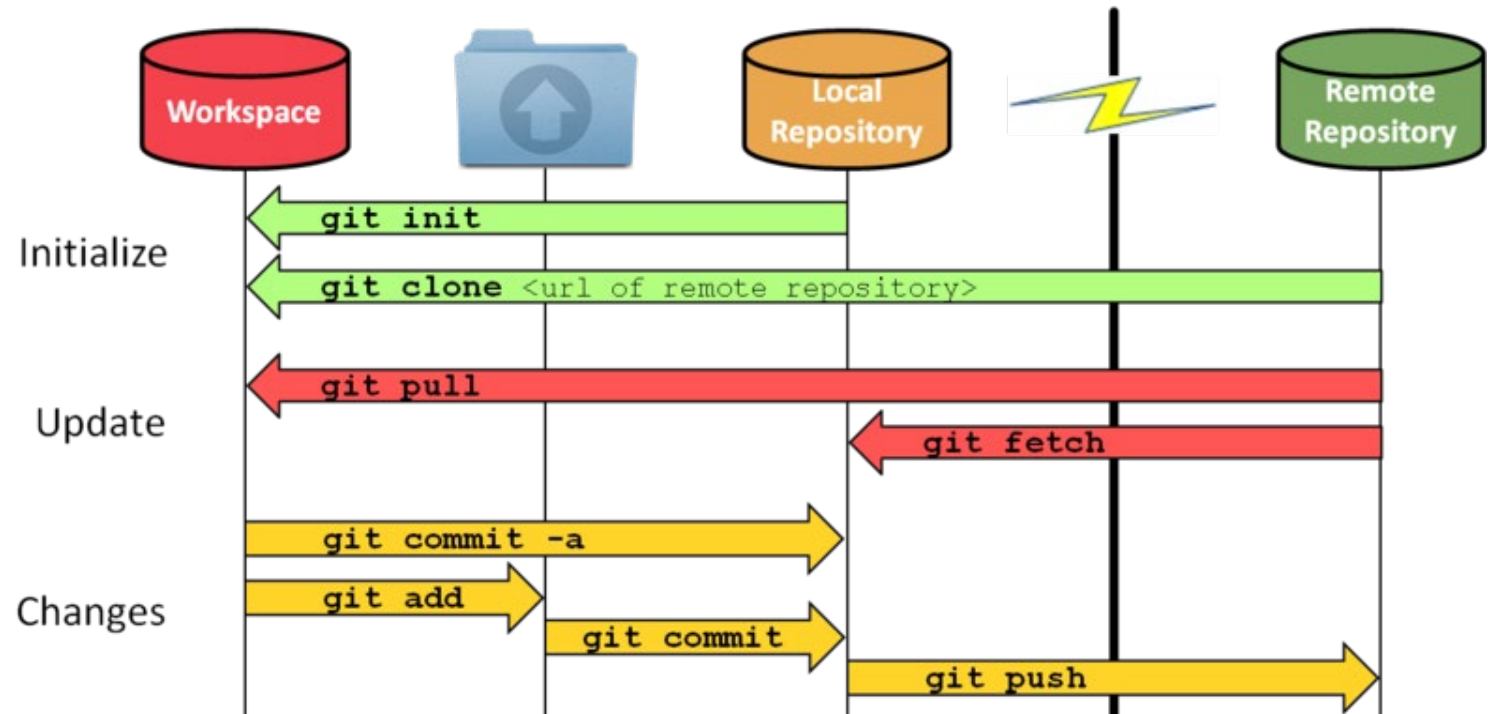 Workspace
Local
Repository
Remote
Repository
Initialize
git init
git clone <url of remote repository>
Update
git pull
git fetch
Changes
git commit -a
git add
git commit
git push